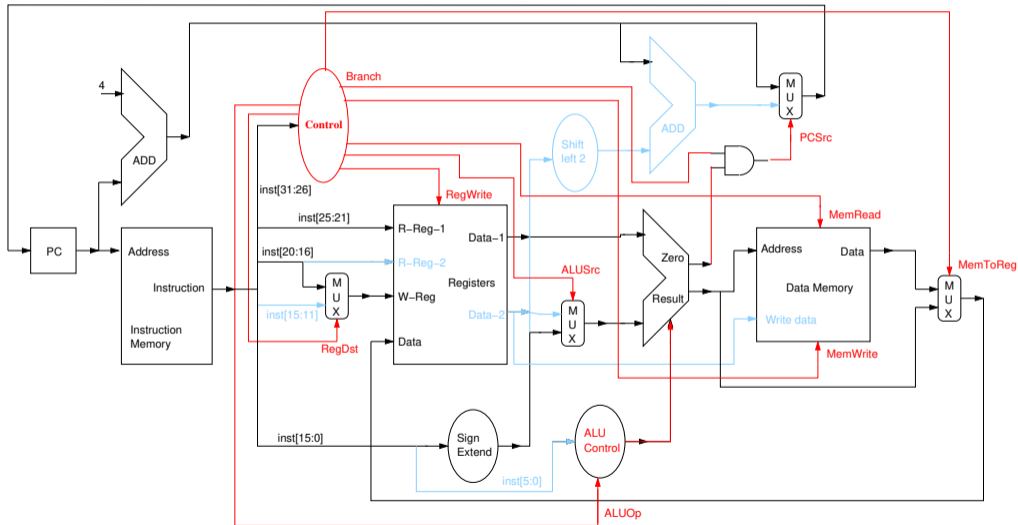 Branch
4
Control
M
U
X
ADD
Shift
left 2
ADD
PCSrc
inst[31:26]
RegWrite
inst[25:21]
R-Reg-1
Data-1
MemRead
PC
Address
inst[20:16]
R-Reg-2
Zero
Address
Data
Registers
ALUSrc
MemToReg
Instruction
M
U
X
W-Reg
Result
Data Memory
M
U
X
inst[15:11]
Data-2
M
U
X
Write data
Instruction
Memory
RegDst
Data
MemWrite
inst[15:0]
Sign
Extend
ALU
Control
inst[5:0]
ALUOp